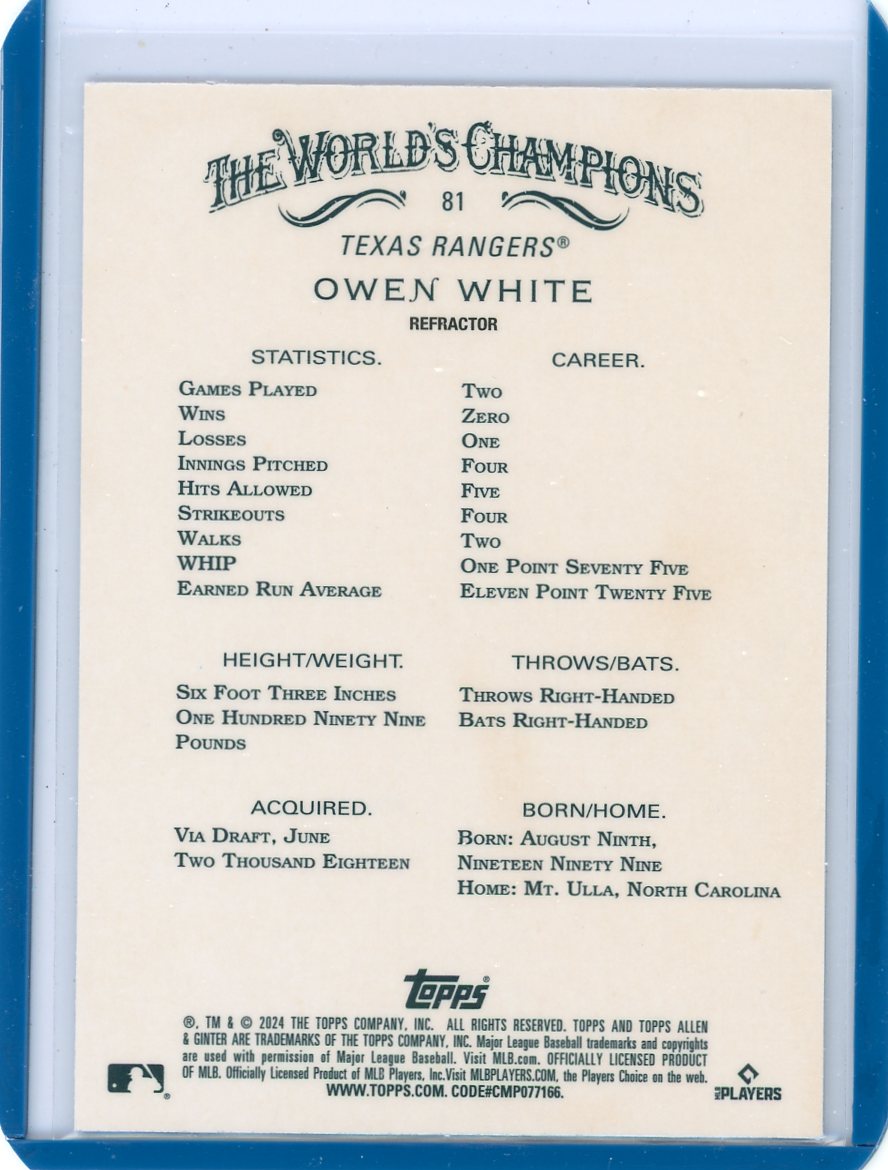 THE WORLD'S CHAMPIONS
81
TEXAS RANGERS®
OWEN WHITE
REFRACTOR
STATISTICS. CAREER.
GAMES PLAYED TWO
WINS ZERO
LOSSES ONE
INNINGS PITCHED FOUR
HITS ALLOWED FIVE
STRIKEOUTS FOUR
WALKS TWO
WHIP ONE POINT SEVENTY FIVE
EARNED RUN AVERAGE ELEVEN POINT TWENTY FIVE
HEIGHT/WEIGHT. THROWS/BATS.
SIX FOOT THREE INCHES THROWS RIGHT-HANDED
ONE HUNDRED NINETY NINE BATS RIGHT-HANDED
POUNDS
ACQUIRED. BORN/HOME.
VIA DRAFT, JUNE BORN: AUGUST NINTH,
TWO THOUSAND EIGHTEEN NINETEEN NINETY NINE
HOME: MT. ULLA, NORTH CAROLINA
Topps®
®, TM & © 2024 THE TOPPS COMPANY, INC. ALL RIGHTS RESERVED. TOPPS AND TOPPS ALLEN
& GINTER ARE TRADEMARKS OF THE TOPPS COMPANY, INC. Major League Baseball trademarks and copyrights
are used with permission of Major League Baseball. Visit MLB.com. OFFICIALLY LICENSED PRODUCT
OF MLB. Officially Licensed Product of MLB Players, Inc.Visit MLBPLAYERS.COM, the Players Choice on the web.
WWW.TOPPS.COM. CODE#CMP077166.
® MLB PLAYERS